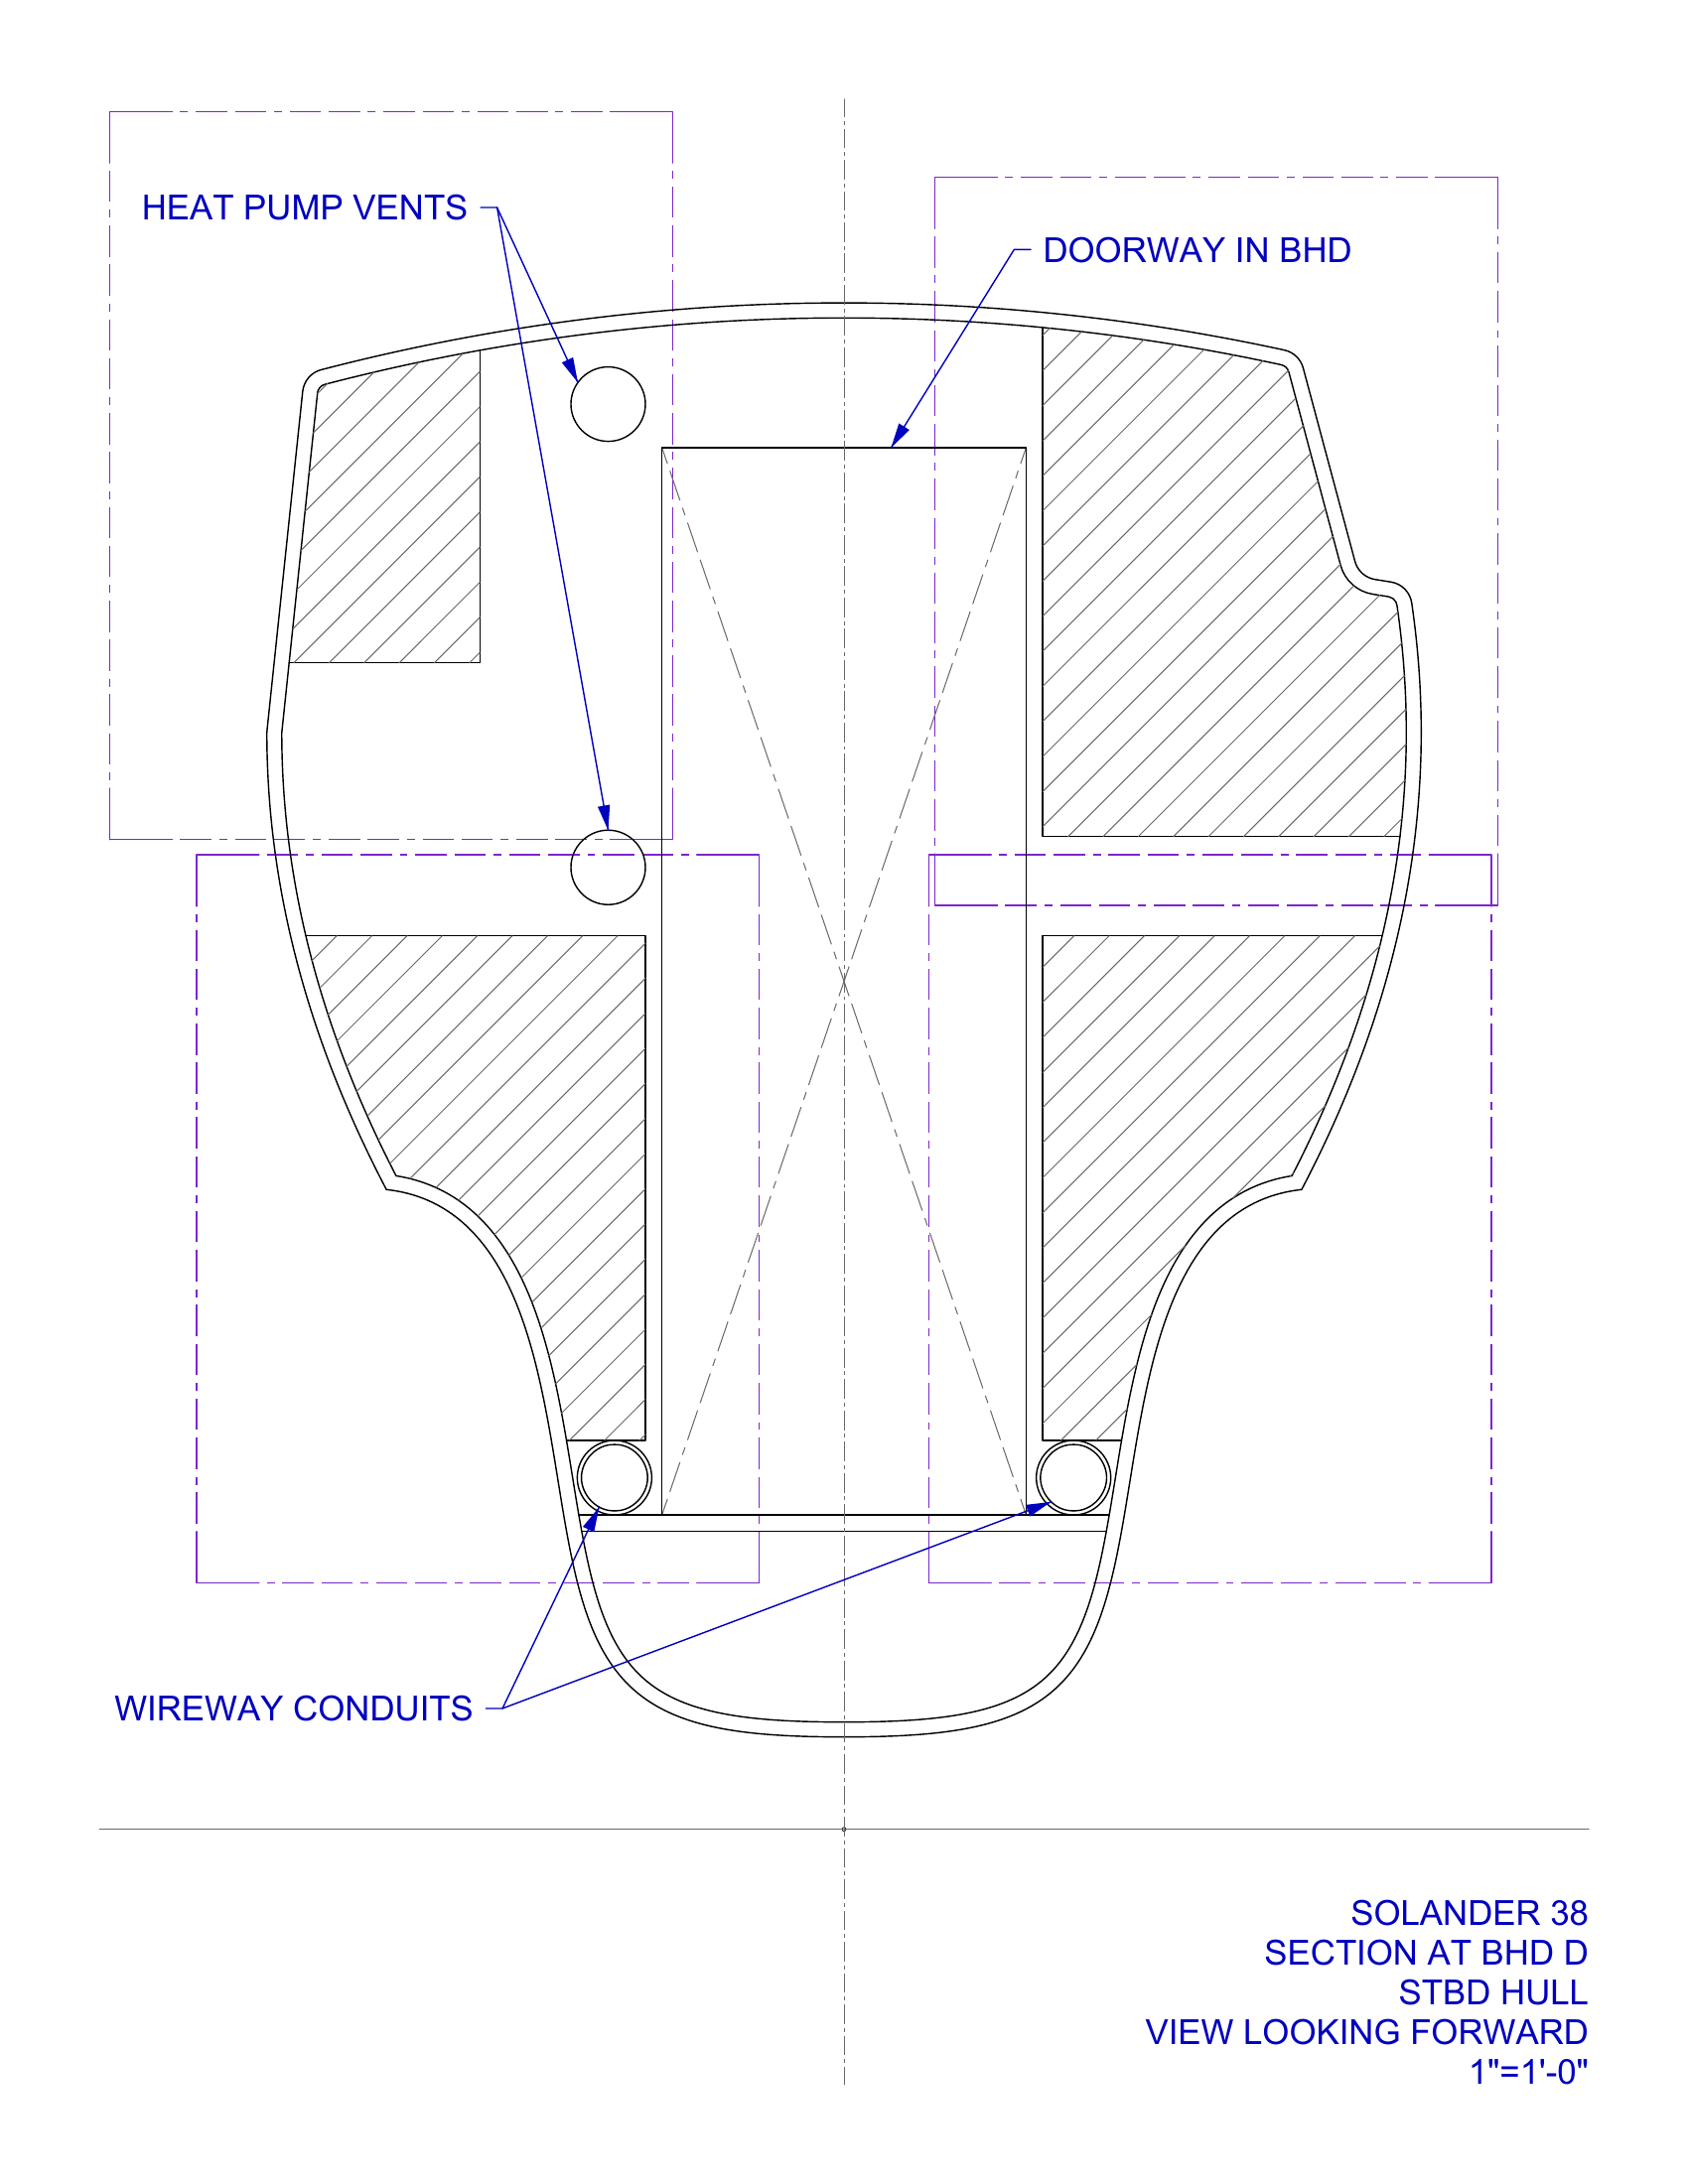 HEAT PUMP VENTS
DOORWAY IN BHD
WIREWAY CONDUITS
SOLANDER 38
SECTION AT BHD D
STBD HULL
VIEW LOOKING FORWARD
1"=1'-0"